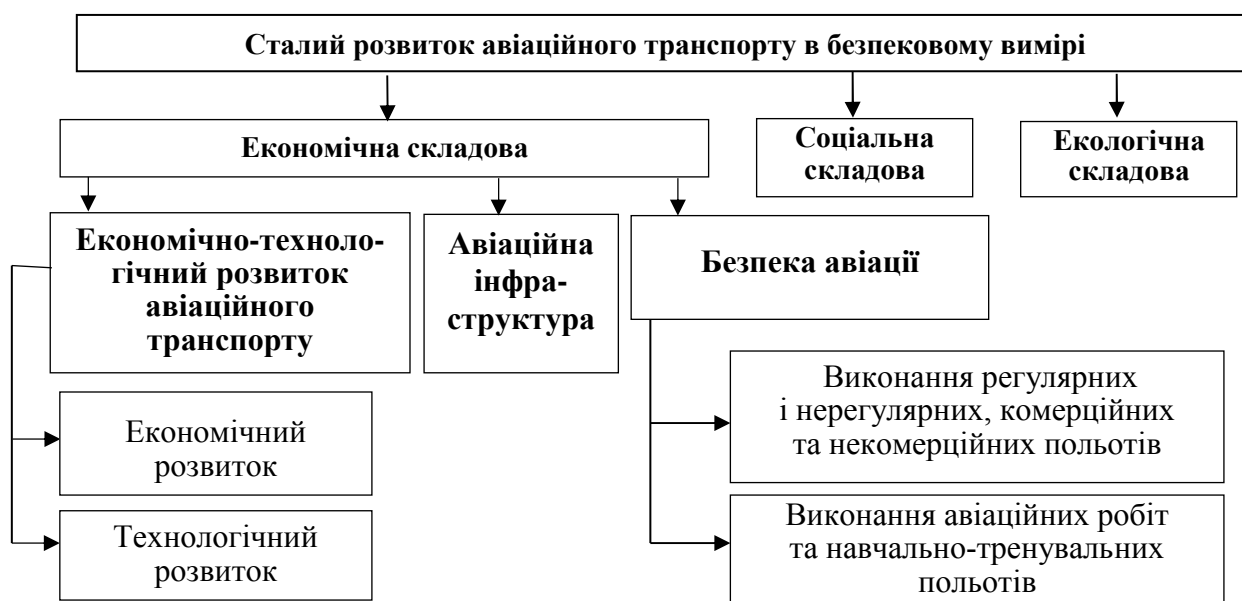 Сталий розвиток авіаційного транспорту в безпековому вимірі
Економічна складова
Соціальна
складова
Екологічна
складова
Економічно-техноло-
гічний розвиток
авіаційного
транспорту
Авіаційна
інфра-
структура
Безпека авіації
Економічний
розвиток
Технологічний
розвиток
Виконання регулярних
і нерегулярних, комерційних
та некомерційних польотів
Виконання авіаційних робіт
та навчально-тренувальних
польотів